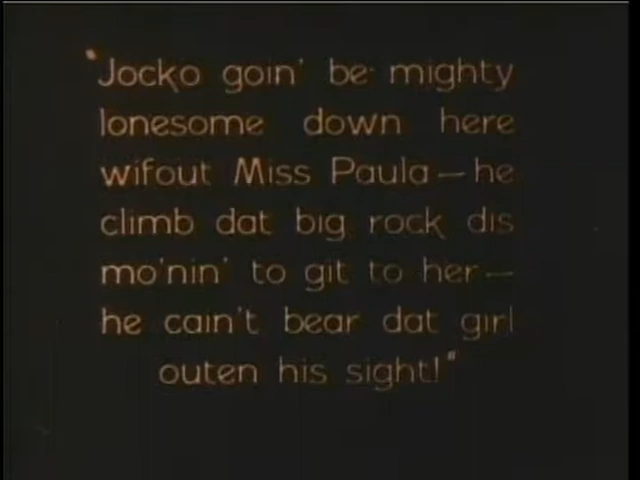 "Jocko goin' be mighty
lonesome down here
wifout Miss Paula — he
climb dat big rock dis
mo'nin' to git to her —
he cain't bear dat girl
outen his sight!"